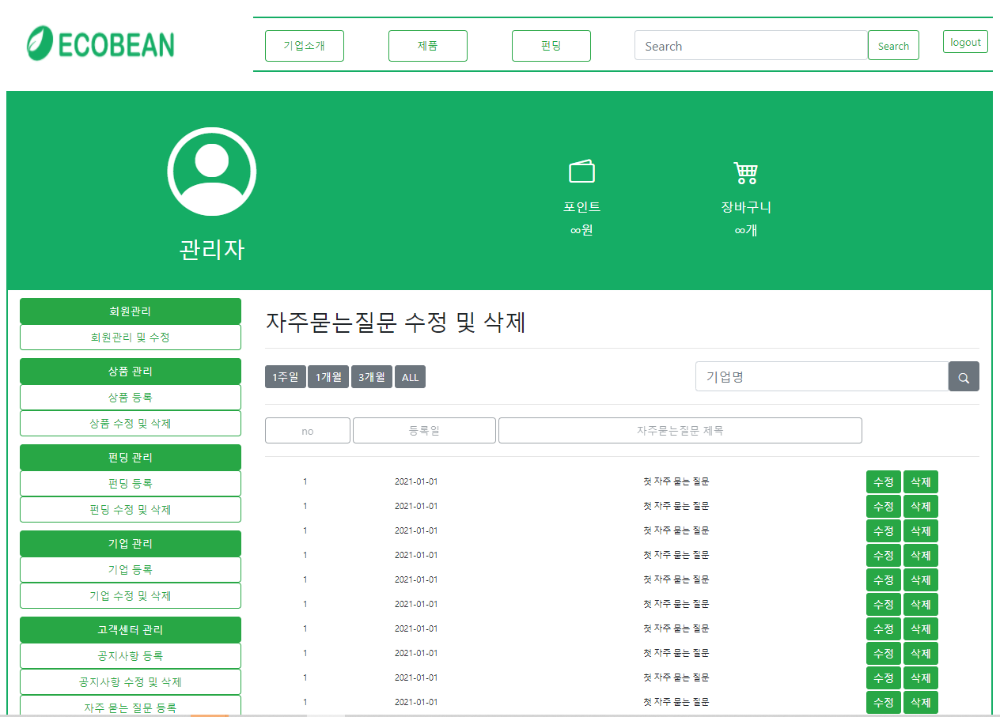 ECOBEAN
기업소개 제품 펀딩 Search Search logout
관리자
포인트 장바구니
∞원 ∞개
회원관리
회원관리 및 수정
상품 관리
상품 등록
상품 수정 및 삭제
펀딩 관리
펀딩 등록
펀딩 수정 및 삭제
기업 관리
기업 등록
기업 수정 및 삭제
고객센터 관리
공지사항 등록
공지사항 수정 및 삭제
자주 묻는 질문 등록
자주묻는질문 수정 및 삭제
1주일 1개월 3개월 ALL 기업명
no 등록일 자주묻는질문 제목
1 2021-01-01 첫 자주 묻는 질문 수정 삭제
1 2021-01-01 첫 자주 묻는 질문 수정 삭제
1 2021-01-01 첫 자주 묻는 질문 수정 삭제
1 2021-01-01 첫 자주 묻는 질문 수정 삭제
1 2021-01-01 첫 자주 묻는 질문 수정 삭제
1 2021-01-01 첫 자주 묻는 질문 수정 삭제
1 2021-01-01 첫 자주 묻는 질문 수정 삭제
1 2021-01-01 첫 자주 묻는 질문 수정 삭제
1 2021-01-01 첫 자주 묻는 질문 수정 삭제
1 2021-01-01 첫 자주 묻는 질문 수정 삭제